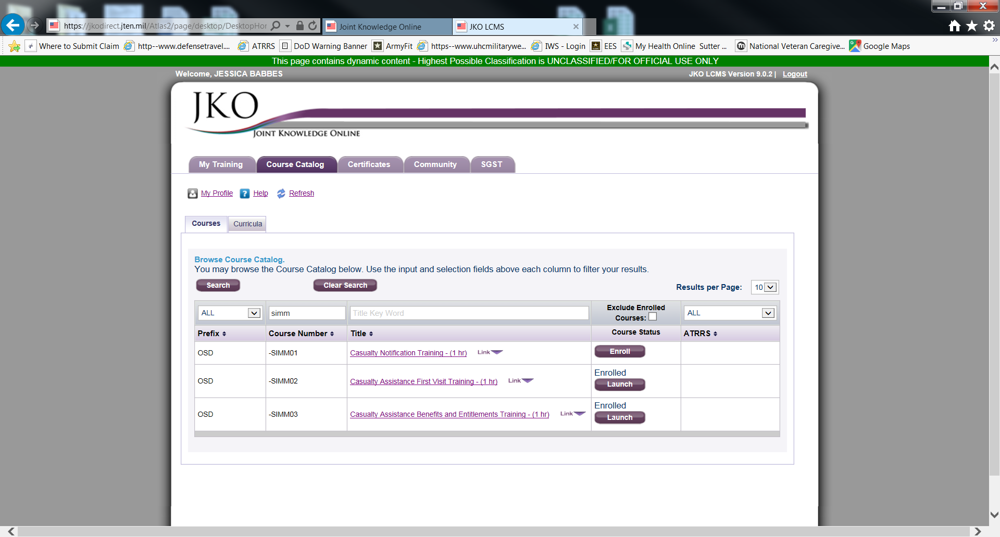 https://jkodirect.jten.mil/Atlas2/page/desktop/DesktopHor
Joint Knowledge Online
JKO LCMS
Where to Submit Claim
http--www.defensetravel....
ATRRS
DoD Warning Banner
ArmyFit
https--www.uhcmilitarywe...
IWS - Login
EES
My Health Online Sutter ...
National Veteran Caregive...
Google Maps
This page contains dynamic content - Highest Possible Classification is UNCLASSIFIED/FOR OFFICIAL USE ONLY
Welcome, JESSICA BABBES
JKO LCMS Version 9.0.2 | Logout
JKO
JOINT KNOWLEDGE ONLINE
My Training
Course Catalog
Certificates
Community
SGST
My Profile
Help
Refresh
Courses
Curricula
Browse Course Catalog.
You may browse the Course Catalog below. Use the input and selection fields above each column to filter your results.
Search
Clear Search
Results per Page: 10
ALL
simm
Title Key Word
Exclude Enrolled
Courses:
ALL
Prefix
Course Number
Title
Course Status
ATRRS
OSD
-SIMM01
Casualty Notification Training - (1 hr)
Link
Enroll
OSD
-SIMM02
Casualty Assistance First Visit Training - (1 hr)
Link
Enrolled
Launch
OSD
-SIMM03
Casualty Assistance Benefits and Entitlements Training - (1 hr)
Link
Enrolled
Launch